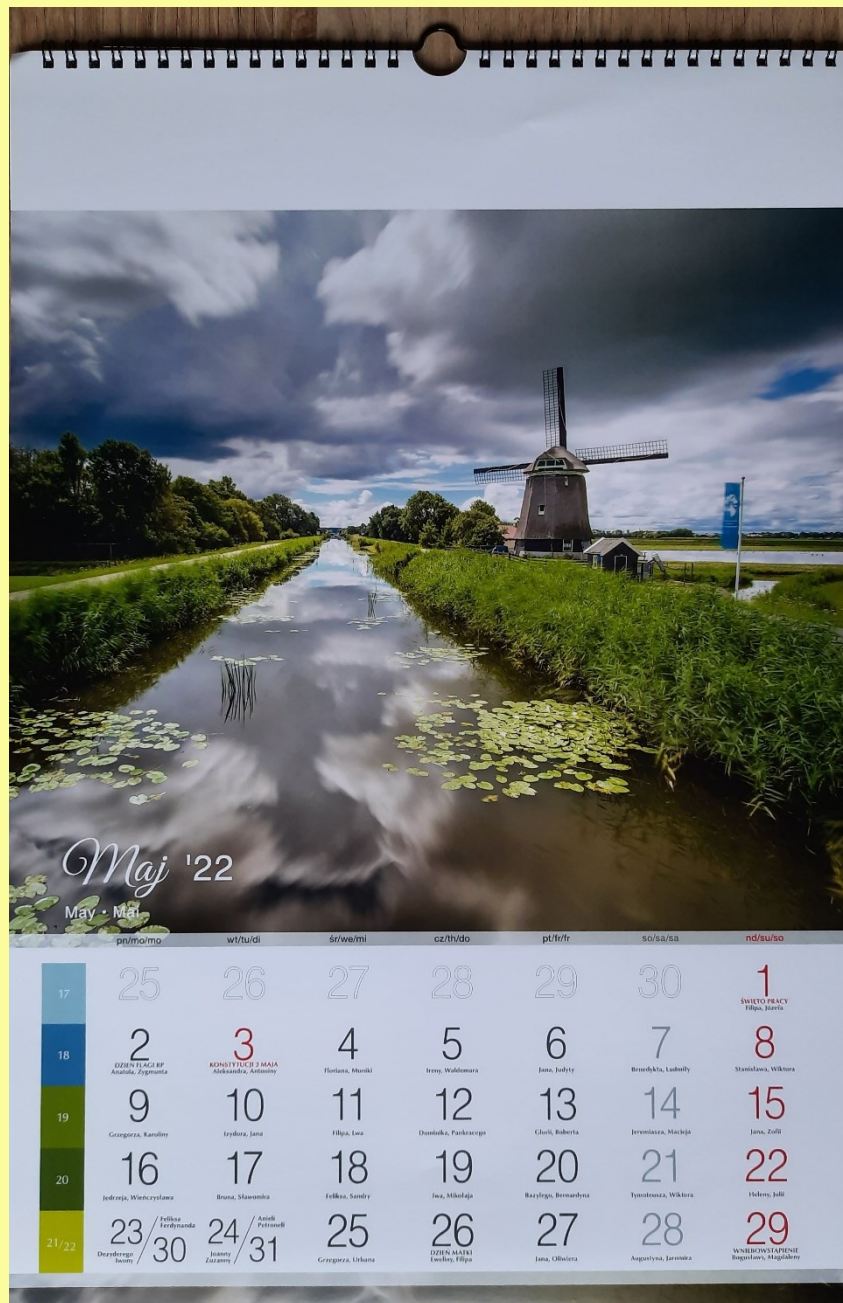 Maj '22
May • Mai
pn/mo/mo wt/tu/di śr/we/mi cz/th/do pt/fr/fr so/sa/sa nd/su/so
17 25 26 27 28 29 30 1
ŚWIĘTO PRACY
Filipa, Józefa
18 2 3 4 5 6 7 8
DZIEŃ FLAGI RP KONSTYTUCJI 3 MAJA
Anatola, Zygmunta Aleksandra, Antoniny Floriana, Moniki Ireny, Waldemara Jana, Judyty Benedykta, Ludmiły Stanisława, Wiktora
19 9 10 11 12 13 14 15
Grzegorza, Karoliny Izydora, Jana Filipa, Lwa Dominika, Pankracego Glorii, Roberta Jeremiasza, Macieja Jana, Zofii
20 16 17 18 19 20 21 22
Jędrzeja, Wieńczysława Bruna, Sławomira Feliksa, Sandry Iwa, Mikołaja Bazylego, Bernardyna Tymoteusza, Wiktora Heleny, Julii
21/22 23/30 24/31 25 26 27 28 29
Feliksa Anieli
Ferdynanda Petroneli
Dezyderego Joanny
Iwony Zuzanny
DZIEŃ MATKI WNIEBOWSTĄPIENIE
Grzegorza, Urbana Eweliny, Filipa Jana, Oliwiera Augustyna, Jaromira Bogusławy, Magdaleny